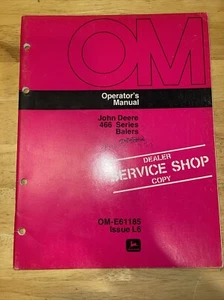 OM
Operator's
Manual
John Deere
466 Series
Balers
DEALER
SERVICE SHOP
COPY
OM-E61185
Issue L5